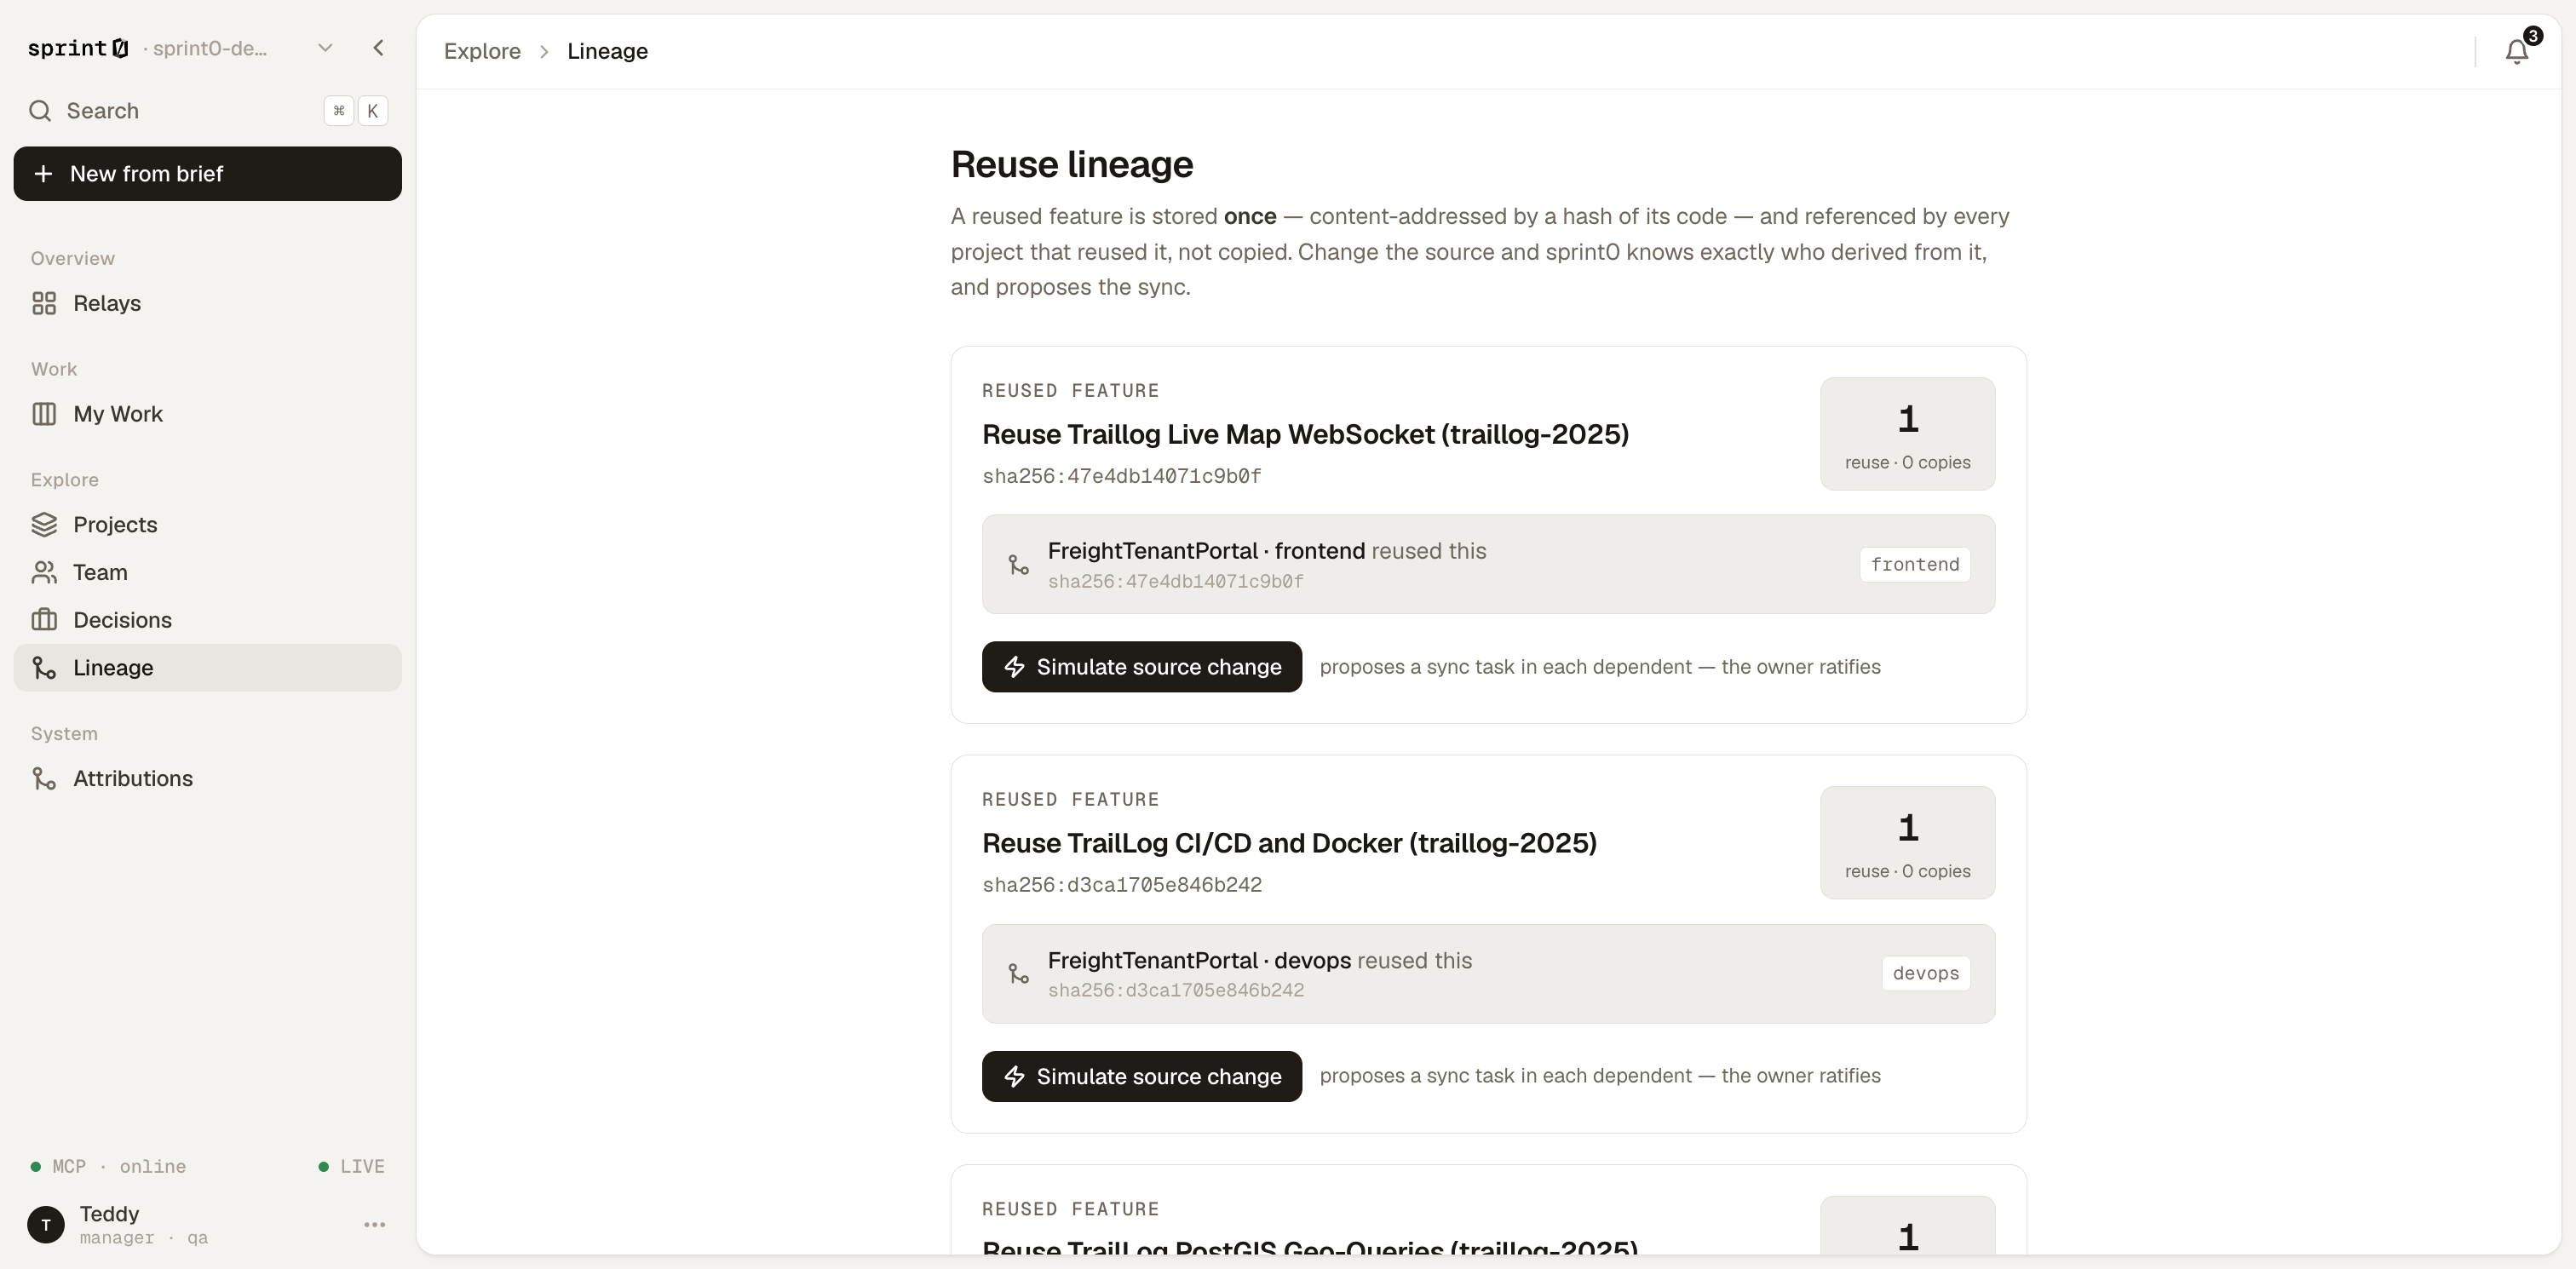 sprint0 · sprint0-de...
Search ⌘ K
New from brief
Overview
Relays
Work
My Work
Explore
Projects
Team
Decisions
Lineage
System
Attributions
MCP · online LIVE
T Teddy
manager · qa
Explore > Lineage
3
Reuse lineage
A reused feature is stored once — content-addressed by a hash of its code — and referenced by every
project that reused it, not copied. Change the source and sprint0 knows exactly who derived from it,
and proposes the sync.
REUSED FEATURE
Reuse Traillog Live Map WebSocket (traillog-2025)
sha256:47e4db14071c9b0f
1
reuse · 0 copies
FreightTenantPortal · frontend reused this
sha256:47e4db14071c9b0f
frontend
Simulate source change proposes a sync task in each dependent — the owner ratifies
REUSED FEATURE
Reuse TrailLog CI/CD and Docker (traillog-2025)
sha256:d3ca1705e846b242
1
reuse · 0 copies
FreightTenantPortal · devops reused this
sha256:d3ca1705e846b242
devops
Simulate source change proposes a sync task in each dependent — the owner ratifies
REUSED FEATURE
Reuse TrailLog PostGIS Geo-Queries (traillog-2025)
1